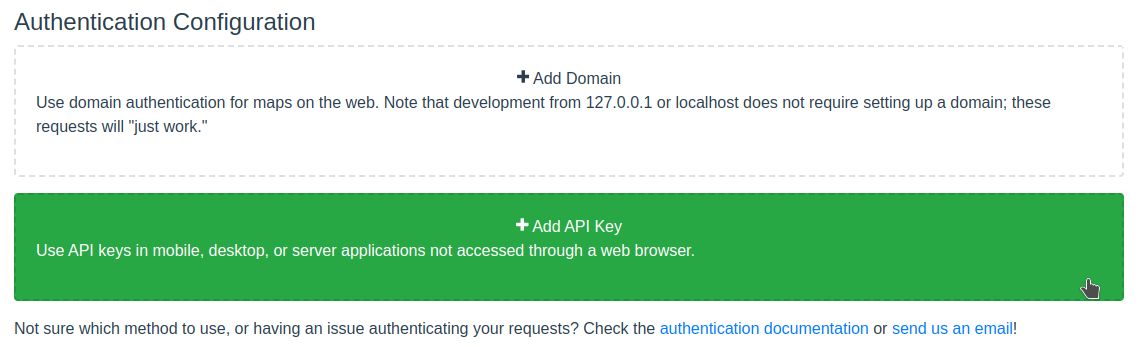 Authentication Configuration
Add Domain
Use domain authentication for maps on the web. Note that development from 127.0.0.1 or localhost does not require setting up a domain; these
requests will "just work."
Add API Key
Use API keys in mobile, desktop, or server applications not accessed through a web browser.
Not sure which method to use, or having an issue authenticating your requests? Check the authentication documentation or send us an email!